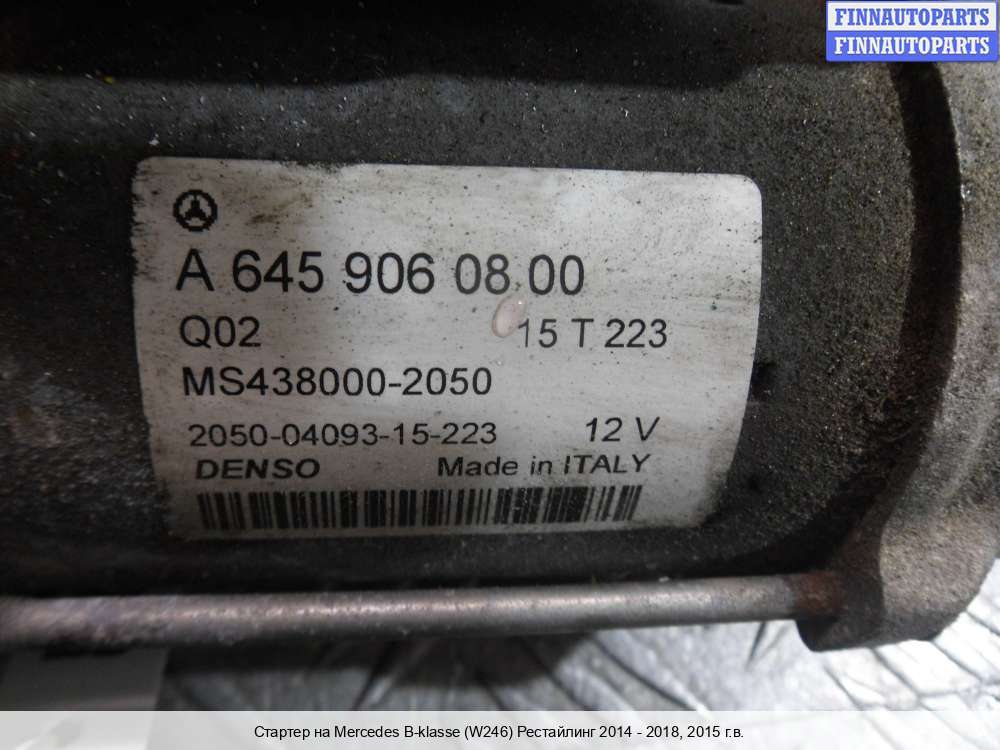 FINNAUTOPARTS
FINNAUTOPARTS
A 645 906 08 00
Q02 15 T 223
MS438000-2050
2050-04093-15-223 12 V
DENSO Made in ITALY
Стартер на Mercedes B-klasse (W246) Рестайлинг 2014 - 2018, 2015 г.в.